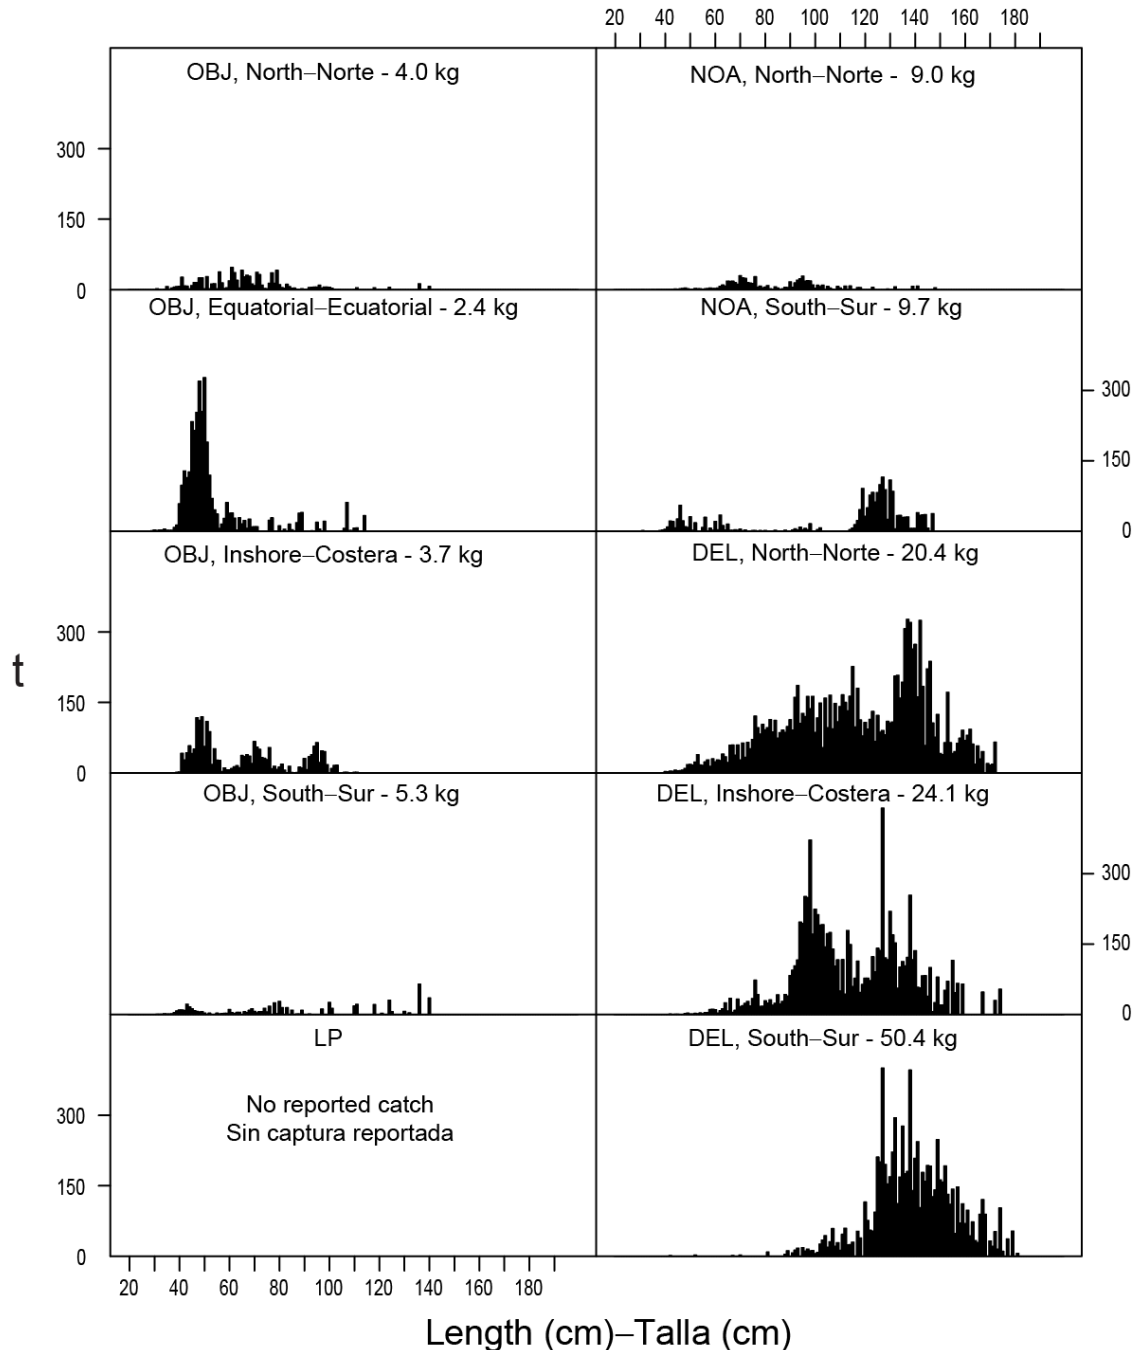 20 40 60 80 100 120 140 160 180
OBJ, North–Norte - 4.0 kg
NOA, North–Norte - 9.0 kg
300
150
0
OBJ, Equatorial–Ecuatorial - 2.4 kg
NOA, South–Sur - 9.7 kg
300
150
0
OBJ, Inshore–Costera - 3.7 kg
DEL, North–Norte - 20.4 kg
300
t
150
0
OBJ, South–Sur - 5.3 kg
DEL, Inshore–Costera - 24.1 kg
300
150
0
LP
DEL, South–Sur - 50.4 kg
No reported catch
Sin captura reportada
300
150
0
20 40 60 80 100 120 140 160 180
Length (cm)–Talla (cm)